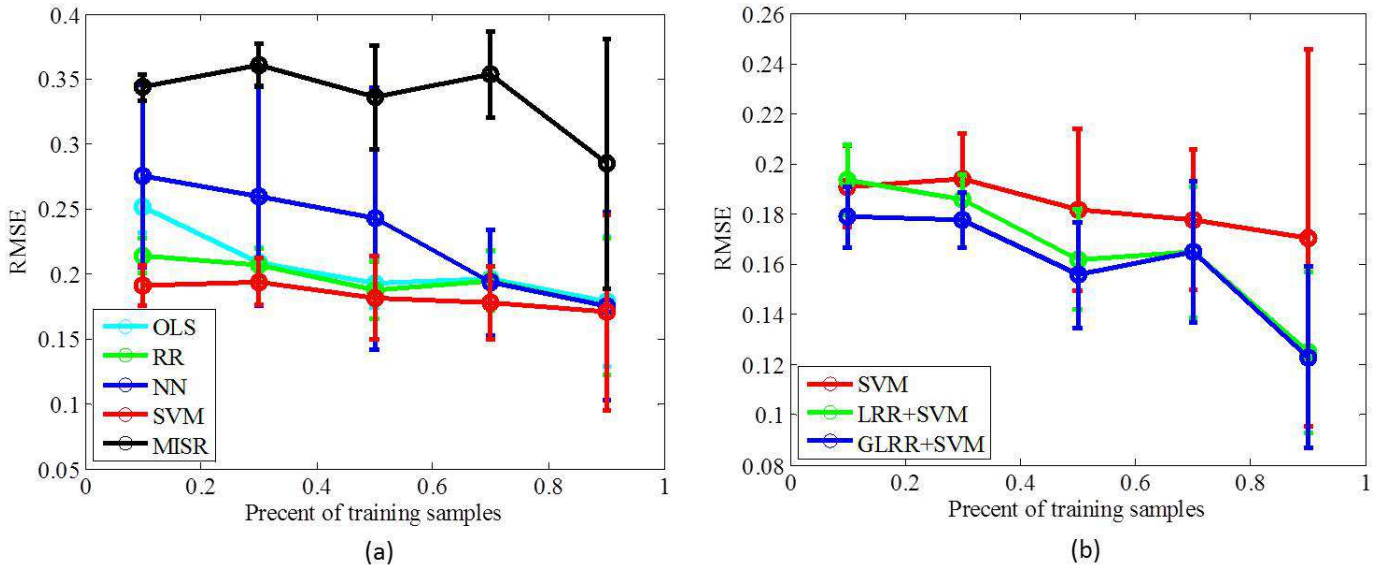 0.4
0.35
0.3
0.25
0.2
0.15
0.1
0.05
RMSE
OLS
RR
NN
SVM
MISR
0 0.2 0.4 0.6 0.8 1
Precent of training samples
(a)
0.26
0.24
0.22
0.2
0.18
0.16
0.14
0.12
0.1
0.08
RMSE
SVM
LRR+SVM
GLRR+SVM
0 0.2 0.4 0.6 0.8 1
Precent of training samples
(b)